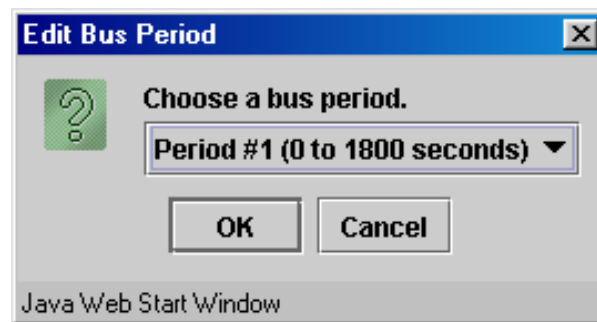 Edit Bus Period
Choose a bus period.
Period #1 (0 to 1800 seconds)
OK Cancel
Java Web Start Window